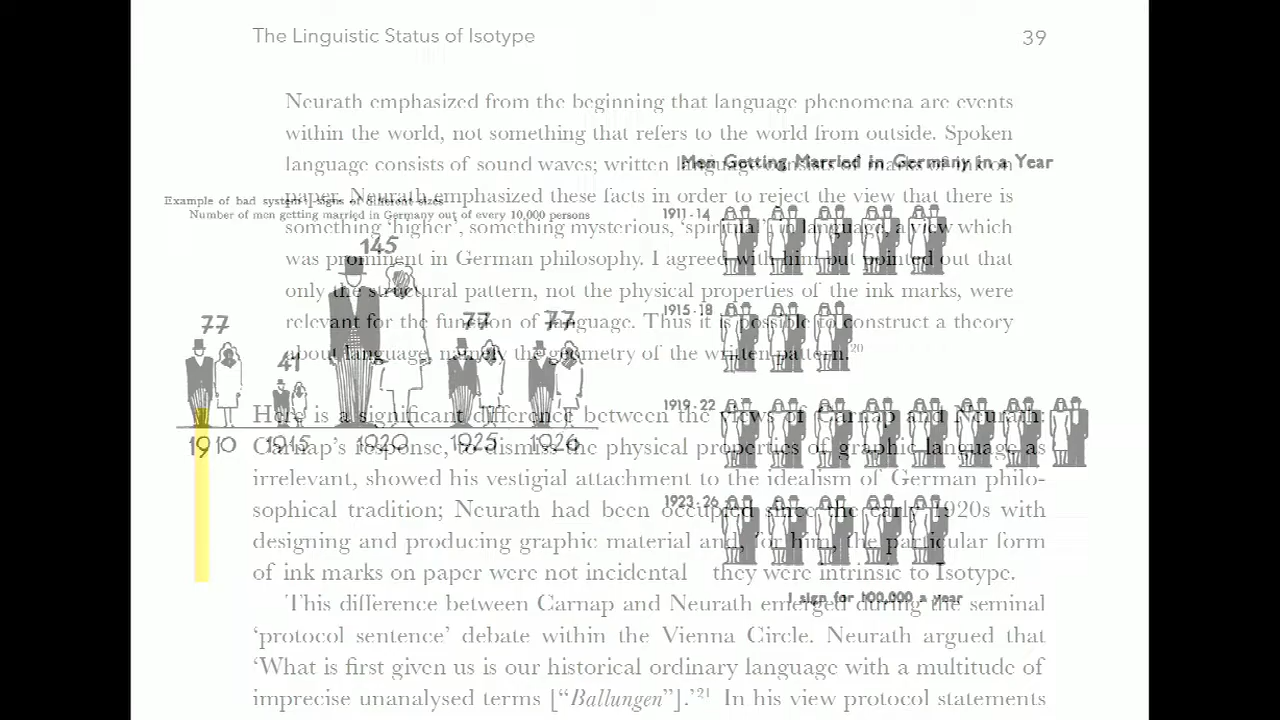 The Linguistic Status of Isotype
39
Neurath emphasized from the beginning that language phenomena are events
within the world, not something that refers to the world from outside. Spoken
language consists of sound waves; written language consists of marks of ink on
paper. Neurath emphasized these facts in order to reject the view that there is
something 'higher', something mysterious, 'spiritual', in language, a view which
was prominent in German philosophy. I agreed with him but pointed out that
only the structural pattern, not the physical properties of the ink marks, were
relevant for the function of language. Thus it is possible to construct a theory
about language, namely the geometry of the written pattern.20
Here is a significant difference between the views of Carnap and Neurath:
Carnap's response, to dismiss the physical properties of graphic language as
irrelevant, showed his vestigial attachment to the idealism of German philo-
sophical tradition; Neurath had been occupied since the early 1920s with
designing and producing graphic material and, for him, the particular form
of ink marks on paper were not incidental they were intrinsic to Isotype.
This difference between Carnap and Neurath emerged during the seminal
'protocol sentence' debate within the Vienna Circle. Neurath argued that
'What is first given us is our historical ordinary language with a multitude of
imprecise unanalysed terms ["Ballungen"].'21 In his view protocol statements
Example of bad system: signs of different sizes
Number of men getting married in Germany out of every 10,000 persons
77
41
145
77
77
1910
1915
1920
1925
1926
Men Getting Married in Germany in a Year
1911-14
1915-18
1919-22
1923-26
1 sign for 100,000 a year